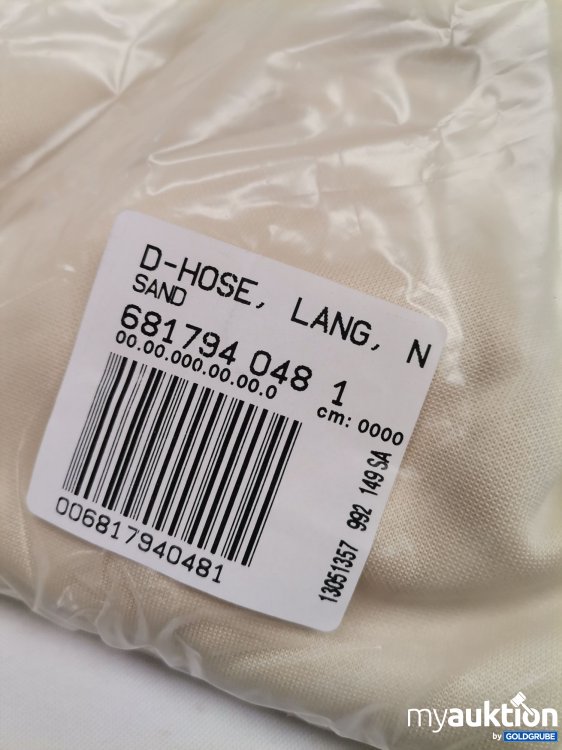 D-HOSE, LANG, N
SAND
681794 048 1
00.00.000.00.00.0
cm: 0000
006817940481
13051357 992 149 SA
myauktion
by GOLDGRUBE